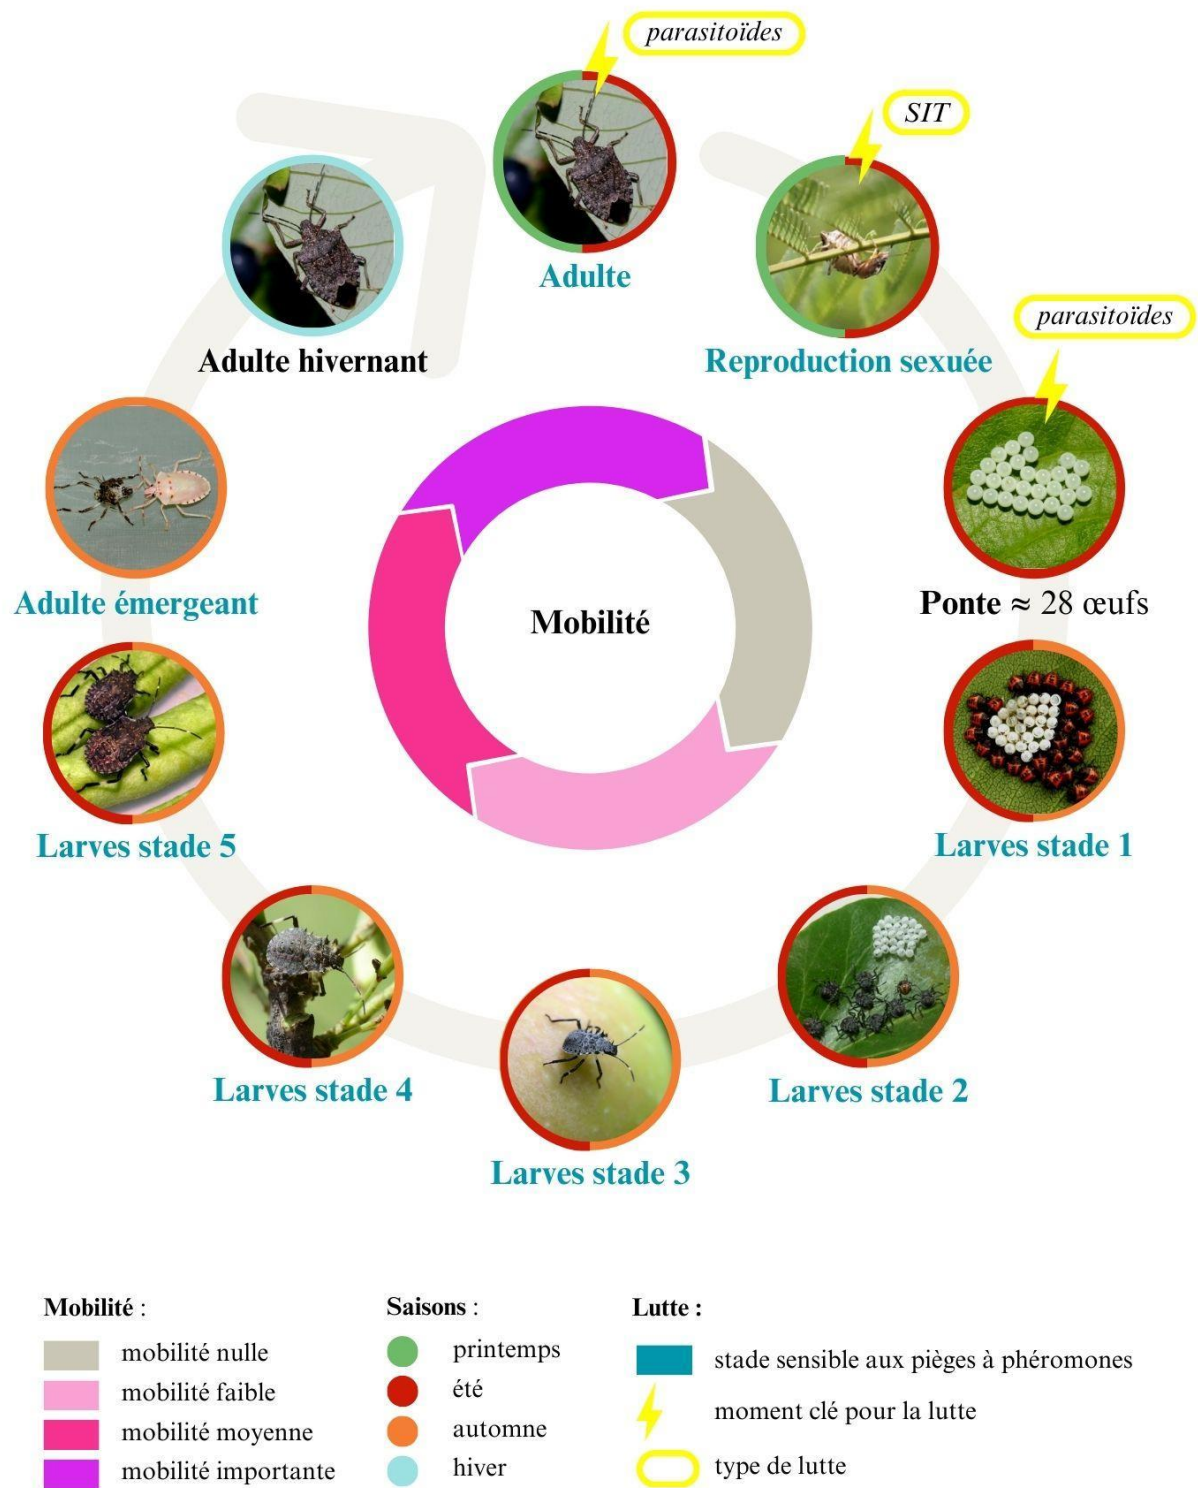 parasitoïdes
SIT
Adulte
parasitoïdes
Adulte hivernant
Reproduction sexuée
Adulte émergeant
Mobilité
Ponte ≈ 28 œufs
Larves stade 5
Larves stade 1
Larves stade 4
Larves stade 2
Larves stade 3
Mobilité :
mobilité nulle
mobilité faible
mobilité moyenne
mobilité importante
Saisons :
printemps
été
automne
hiver
Lutte :
stade sensible aux pièges à phéromones
moment clé pour la lutte
type de lutte